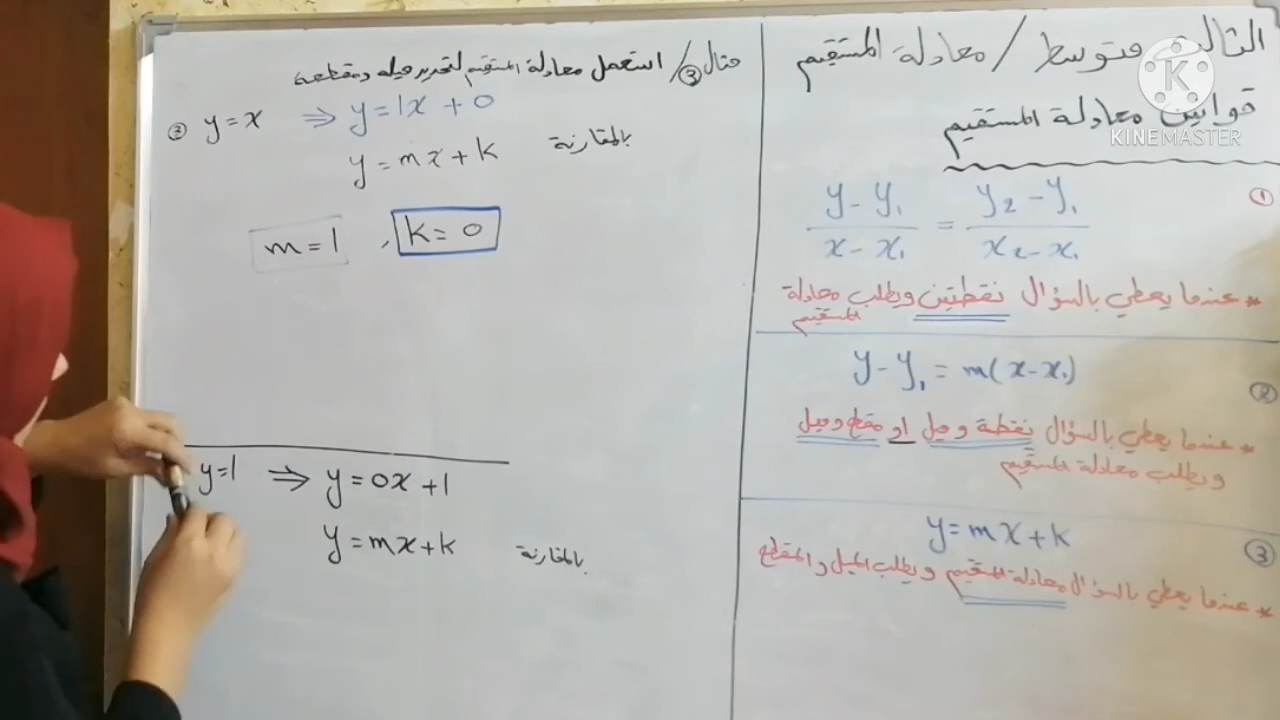 الثالث متوسط / معادلة المستقيم
قوانين معادلة المستقيم
KINEMASTER
①
(y - y₁)/(x - x₁) = (y₂ - y₁)/(x₂ - x₁)
* عندما يعطي بالسؤال نقطتين ويطلب معادلة
المستقيم
②
y - y₁ = m(x - x₁)
* عندما يعطي بالسؤال نقطة وميل او مقطع وميل
ويطلب معادلة المستقيم
③
y = mx + k
* عندما يعطي بالسؤال معادلة المستقيم ويطلب الميل والمقطع
مثال ③ / استعمل معادلة المستقيم لتحديد ميله ومقطعه
② y = x ⇒ y = 1x + 0
y = mx + k بالمقارنة
m = 1 , k = 0
y = 1 ⇒ y = 0x + 1
y = mx + k بالمقارنة